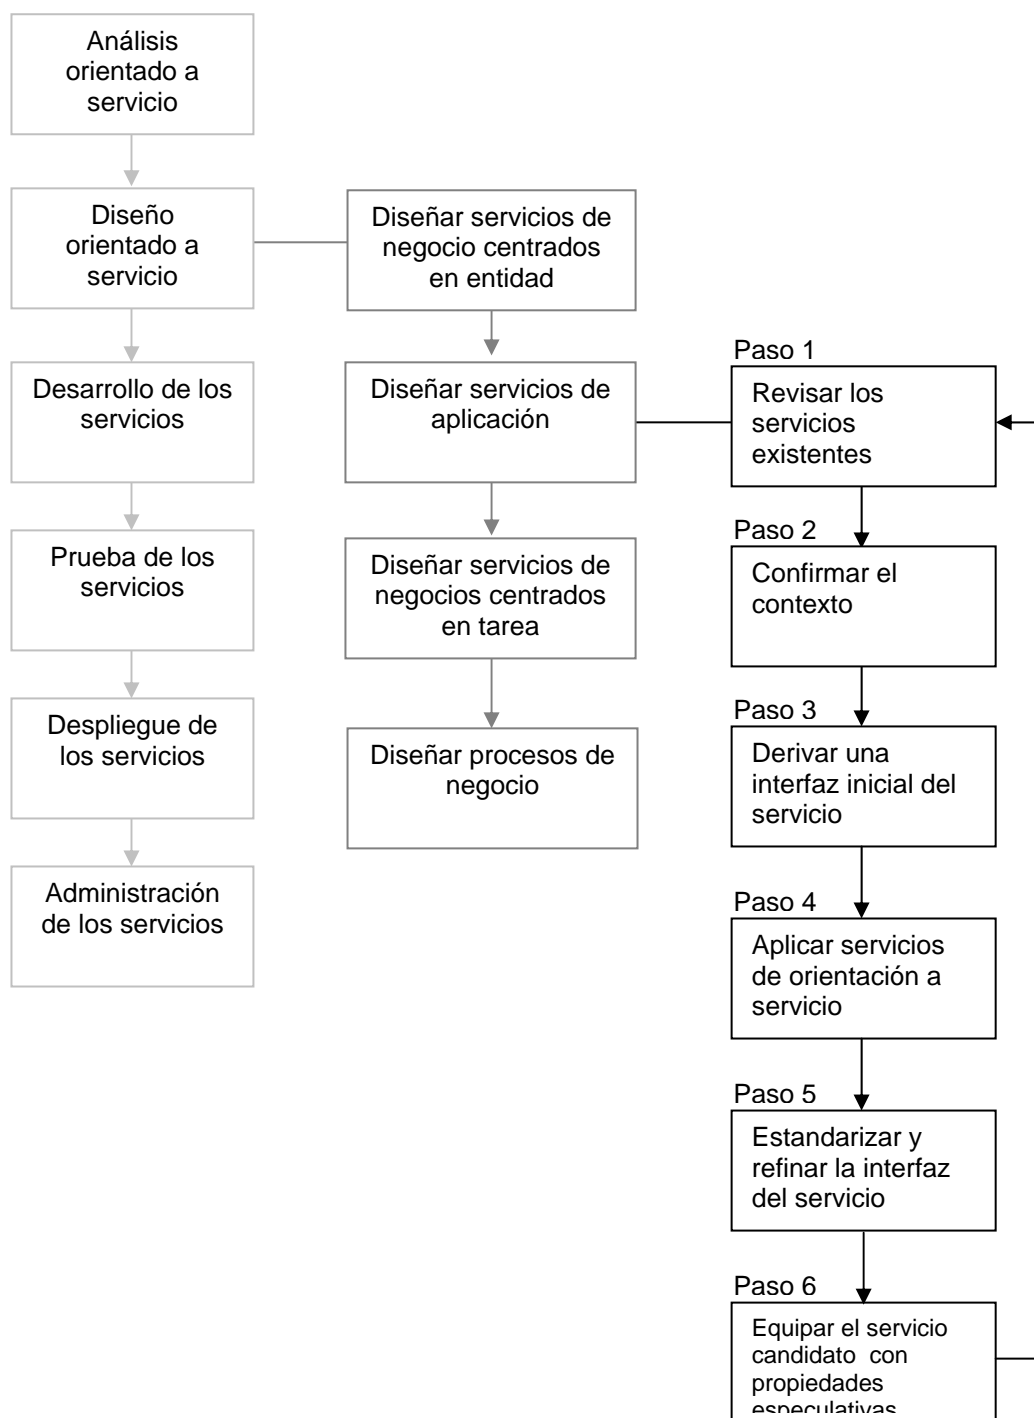 Análisis
orientado a
servicio
Diseño
orientado a
servicio
Desarrollo de los
servicios
Prueba de los
servicios
Despliegue de
los servicios
Administración
de los servicios
Diseñar servicios de
negocio centrados
en entidad
Diseñar servicios de
aplicación
Diseñar servicios de
negocios centrados
en tarea
Diseñar procesos de
negocio
Paso 1
Revisar los
servicios
existentes
Paso 2
Confirmar el
contexto
Paso 3
Derivar una
interfaz inicial del
servicio
Paso 4
Aplicar servicios
de orientación a
servicio
Paso 5
Estandarizar y
refinar la interfaz
del servicio
Paso 6
Equipar el servicio
candidato  con
propiedades
especulativas